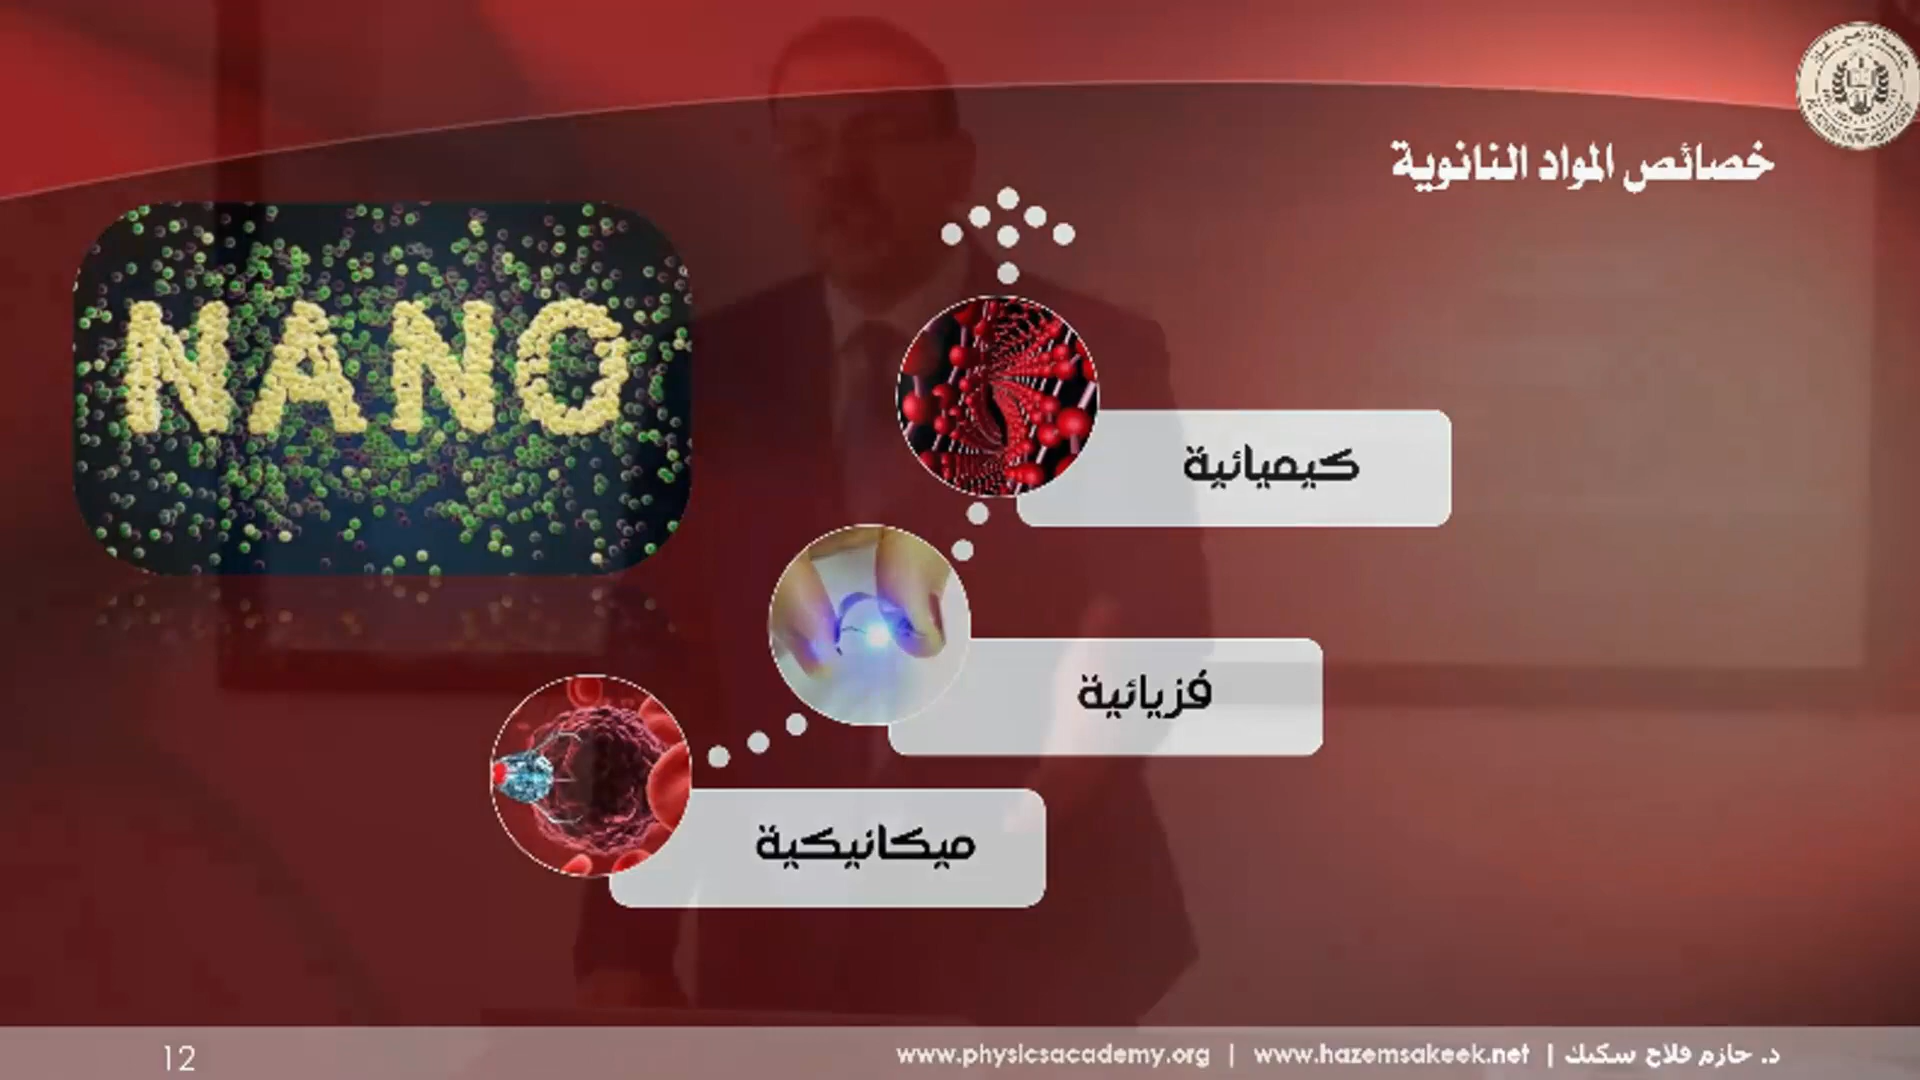 خصائص المواد النانوية
NANO
كيميائية
فزيائية
ميكانيكية
12
www.physicsacademy.org | www.hazemsakeek.net | د. حازم فلاح سكيك